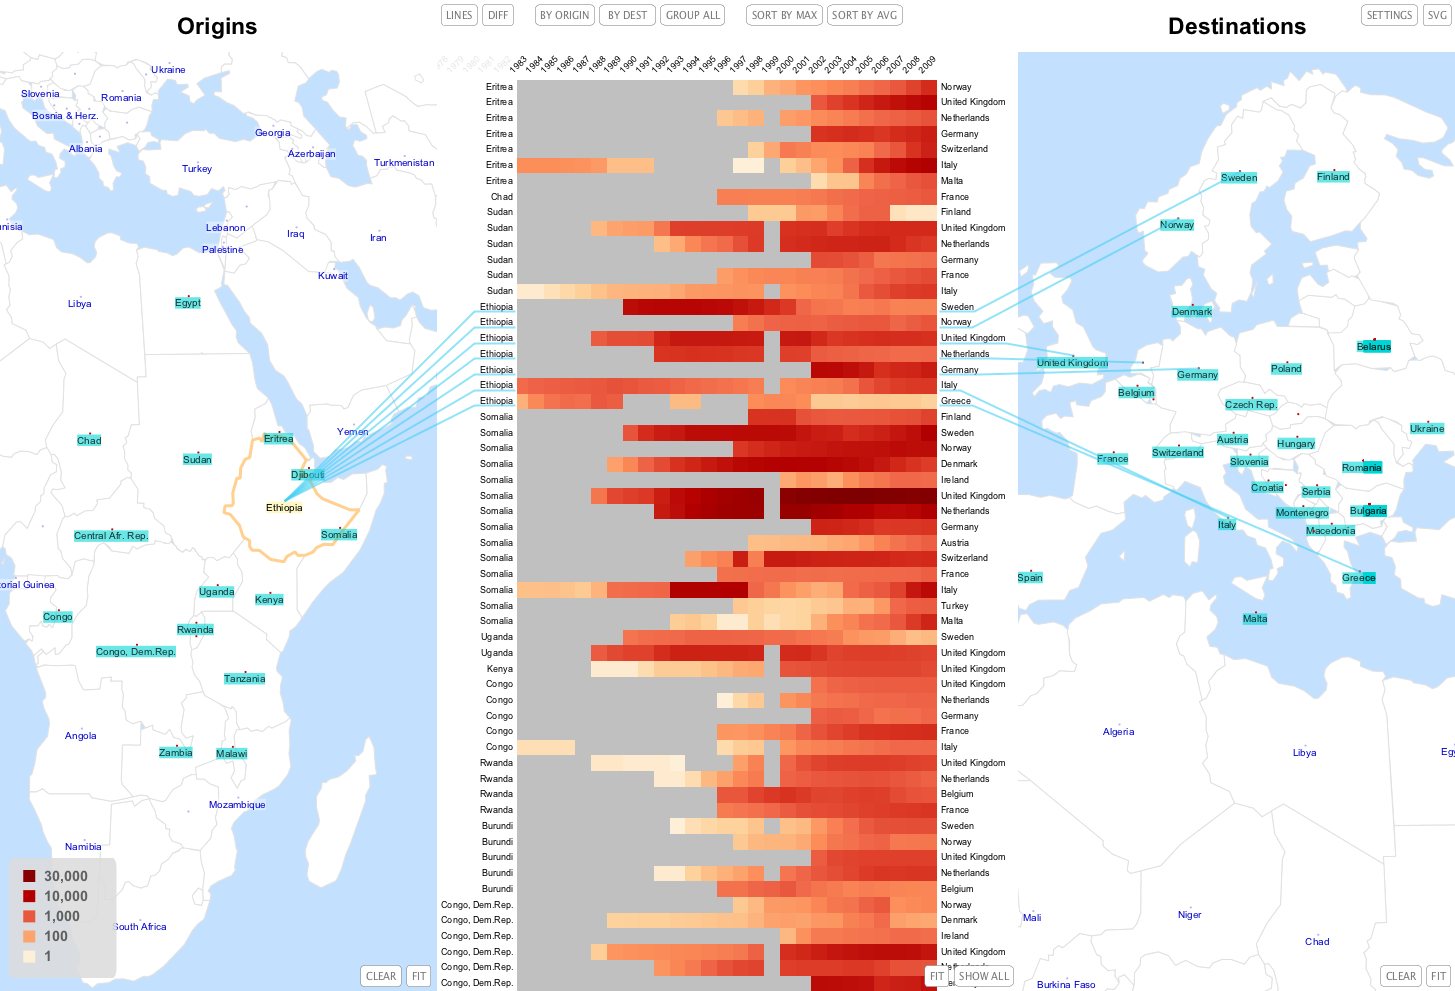 Origins
LINES DIFF BY ORIGIN BY DEST GROUP ALL SORT BY MAX SORT BY AVG
Destinations
SETTINGS SVG
1983 1984 1985 1986 1987 1988 1989 1990 1991 1992 1993 1994 1995 1996 1997 1998 1999 2000 2001 2002 2003 2004 2005 2006 2007 2008 2009
Ukraine
Slovenia
Romania
Bosnia & Herz.
Georgia
Albania
Azerbaijan
Turkmenistan
Turkey
nisia
Lebanon
Iraq
Iran
Palestine
Kuwait
Libya
Egypt
Yemen
Chad
Eritrea
Sudan
Djibouti
Ethiopia
Somalia
Central Afr. Rep.
torial Guinea
Uganda
Kenya
Congo
Rwanda
Congo, Dem.Rep.
Tanzania
Angola
Zambia
Malawi
Mozambique
Namibia
South Africa
30,000
10,000
1,000
100
1
CLEAR FIT
Eritrea Norway
Eritrea United Kingdom
Eritrea Netherlands
Eritrea Germany
Eritrea Switzerland
Eritrea Italy
Eritrea Malta
Chad France
Sudan Finland
Sudan United Kingdom
Sudan Netherlands
Sudan Germany
Sudan France
Sudan Italy
Ethiopia Sweden
Ethiopia Norway
Ethiopia United Kingdom
Ethiopia Netherlands
Ethiopia Germany
Ethiopia Italy
Ethiopia Greece
Somalia Finland
Somalia Sweden
Somalia Norway
Somalia Denmark
Somalia Ireland
Somalia United Kingdom
Somalia Netherlands
Somalia Germany
Somalia Austria
Somalia Switzerland
Somalia France
Somalia Italy
Somalia Turkey
Somalia Malta
Uganda Sweden
Uganda United Kingdom
Kenya United Kingdom
Congo United Kingdom
Congo Netherlands
Congo Germany
Congo France
Congo Italy
Rwanda United Kingdom
Rwanda Netherlands
Rwanda Belgium
Rwanda France
Burundi Sweden
Burundi Norway
Burundi United Kingdom
Burundi Netherlands
Burundi Belgium
Congo, Dem.Rep. Norway
Congo, Dem.Rep. Denmark
Congo, Dem.Rep. Ireland
Congo, Dem.Rep. United Kingdom
Congo, Dem.Rep.
Congo, Dem.Rep.
FIT SHOW ALL
Sweden
Finland
Norway
Denmark
Belarus
United Kingdom
Germany
Poland
Belgium
Czech Rep.
Ukraine
Austria
Hungary
France
Switzerland
Slovenia
Romania
Croatia
Serbia
Montenegro
Bulgaria
Italy
Macedonia
Spain
Greece
Malta
Algeria
Libya
Egy
Mali
Niger
Chad
Burkina Faso
CLEAR FIT